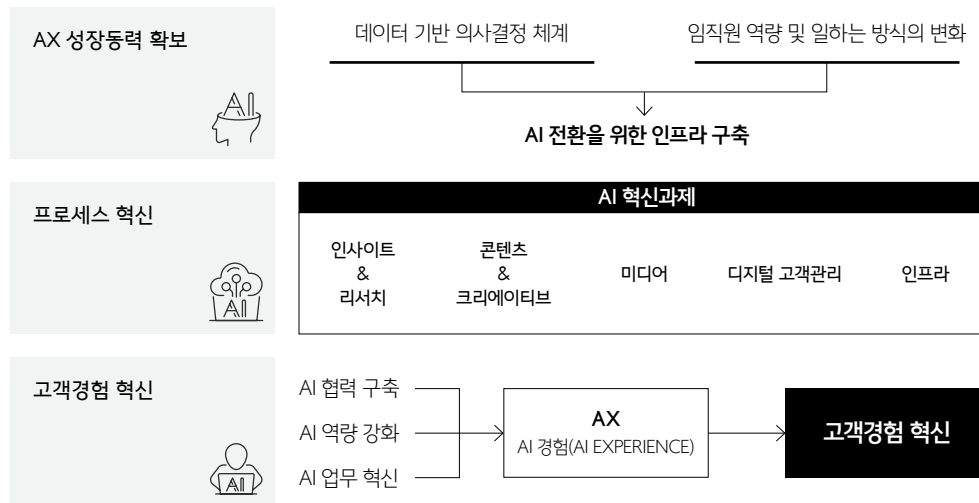 AX 성장동력 확보
AI
데이터 기반 의사결정 체계
임직원 역량 및 일하는 방식의 변화
AI 전환을 위한 인프라 구축
프로세스 혁신
AI
AI 혁신과제
인사이트
&
리서치
콘텐츠
&
크리에이티브
미디어
디지털 고객관리
인프라
고객경험 혁신
AI
AI 협력 구축
AI 역량 강화
AI 업무 혁신
AX
AI 경험(AI EXPERIENCE)
고객경험 혁신